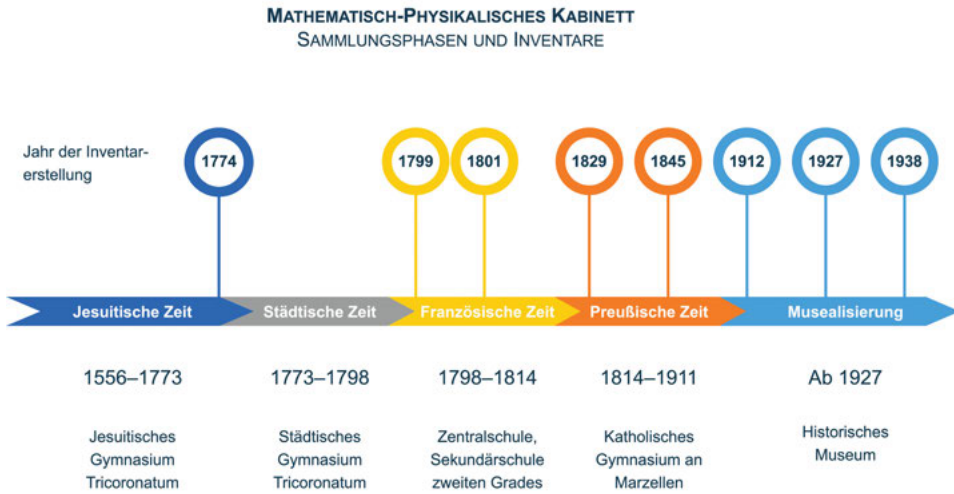 MATHEMATISCH-PHYSIKALISCHES KABINETT
SAMMLUNGSPHASEN UND INVENTARE
Jahr der Inventar-
erstellung
1774
1799
1801
1829
1845
1912
1927
1938
Jesuitische Zeit
Städtische Zeit
Französische Zeit
Preußische Zeit
Musealisierung
1556–1773
1773–1798
1798–1814
1814–1911
Ab 1927
Jesuitisches
Gymnasium
Tricoronatum
Städtisches
Gymnasium
Tricoronatum
Zentralschule,
Sekundärschule
zweiten Grades
Katholisches
Gymnasium an
Marzellen
Historisches
Museum